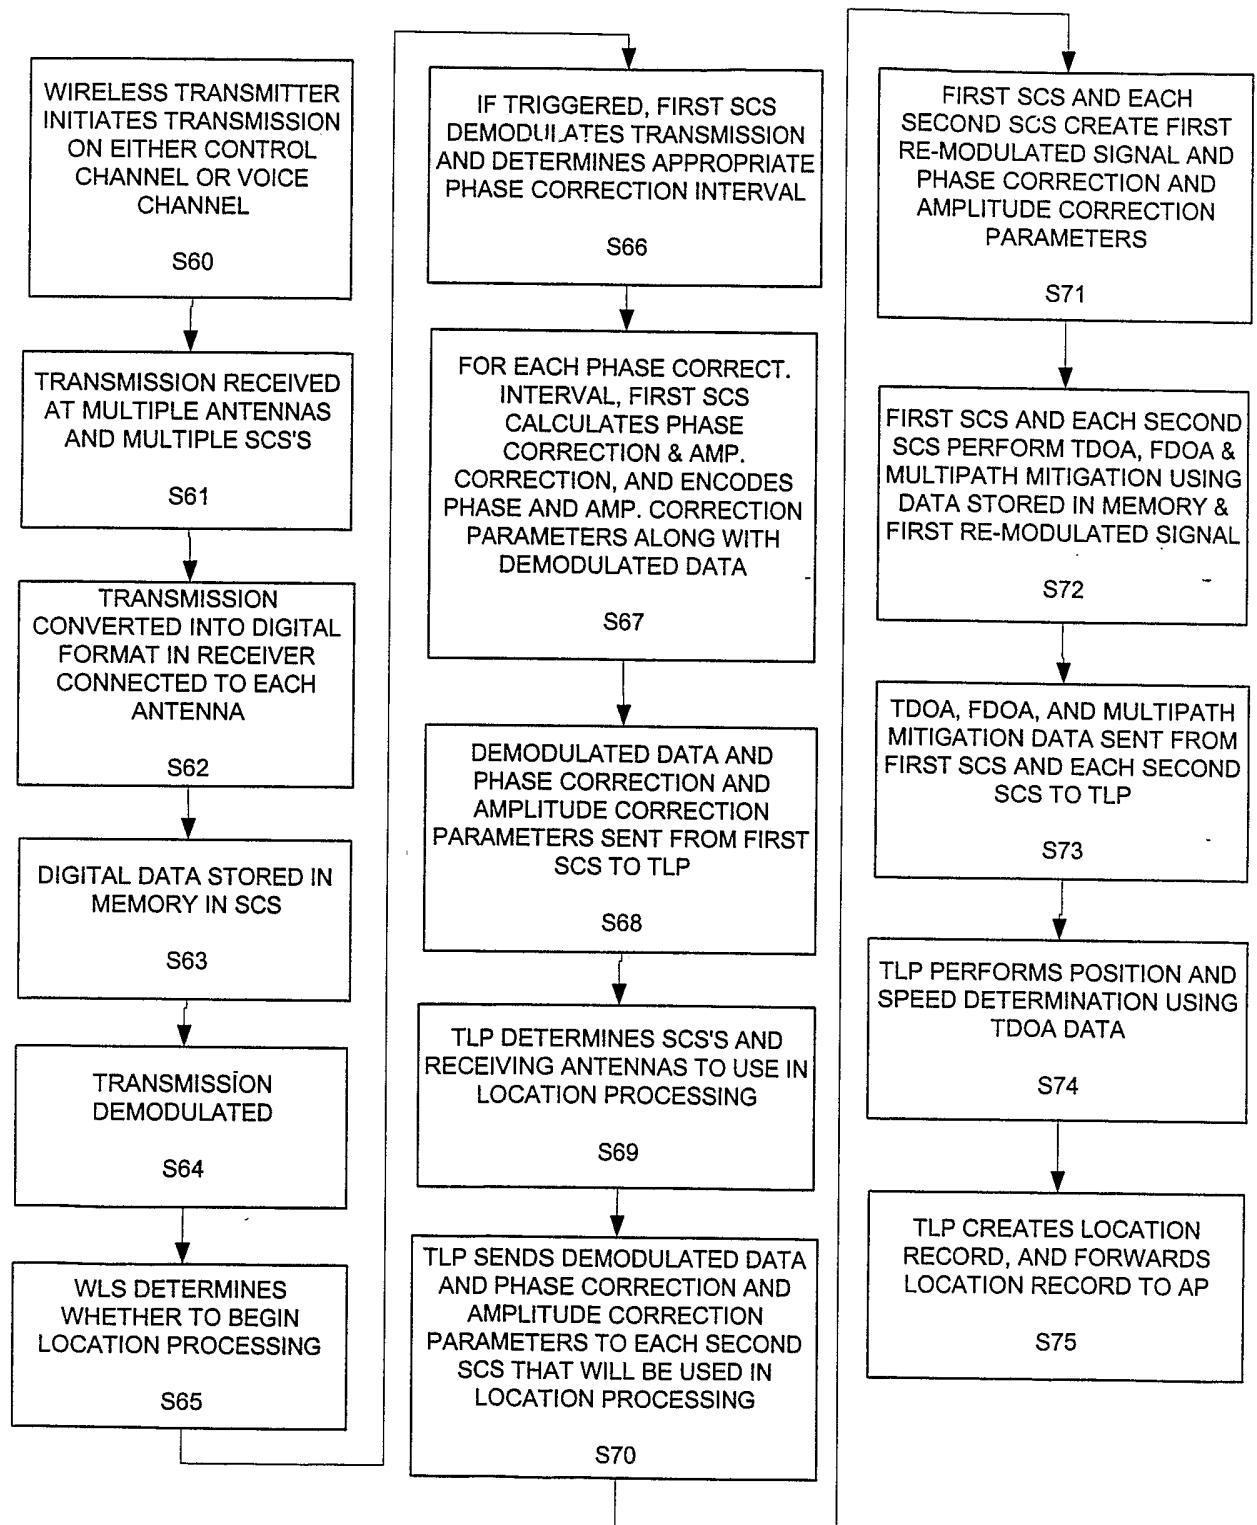 WIRELESS TRANSMITTER
INITIATES TRANSMISSION
ON EITHER CONTROL
CHANNEL OR VOICE
CHANNEL
S60
TRANSMISSION RECEIVED
AT MULTIPLE ANTENNAS
AND MULTIPLE SCS'S
S61
TRANSMISSION
CONVERTED INTO DIGITAL
FORMAT IN RECEIVER
CONNECTED TO EACH
ANTENNA
S62
DIGITAL DATA STORED IN
MEMORY IN SCS
S63
TRANSMISSION
DEMODULATED
S64
WLS DETERMINES
WHETHER TO BEGIN
LOCATION PROCESSING
S65
IF TRIGGERED, FIRST SCS
DEMODULATES TRANSMISSION
AND DETERMINES APPROPRIATE
PHASE CORRECTION INTERVAL
S66
FOR EACH PHASE CORRECT.
INTERVAL, FIRST SCS
CALCULATES PHASE
CORRECTION & AMP.
CORRECTION, AND ENCODES
PHASE AND AMP. CORRECTION
PARAMETERS ALONG WITH
DEMODULATED DATA
S67
DEMODULATED DATA AND
PHASE CORRECTION AND
AMPLITUDE CORRECTION
PARAMETERS SENT FROM FIRST
SCS TO TLP
S68
TLP DETERMINES SCS'S AND
RECEIVING ANTENNAS TO USE IN
LOCATION PROCESSING
S69
TLP SENDS DEMODULATED DATA
AND PHASE CORRECTION AND
AMPLITUDE CORRECTION
PARAMETERS TO EACH SECOND
SCS THAT WILL BE USED IN
LOCATION PROCESSING
S70
FIRST SCS AND EACH
SECOND SCS CREATE FIRST
RE-MODULATED SIGNAL AND
PHASE CORRECTION AND
AMPLITUDE CORRECTION
PARAMETERS
S71
FIRST SCS AND EACH SECOND
SCS PERFORM TDOA, FDOA &
MULTIPATH MITIGATION USING
DATA STORED IN MEMORY &
FIRST RE-MODULATED SIGNAL
S72
TDOA, FDOA, AND MULTIPATH
MITIGATION DATA SENT FROM
FIRST SCS AND EACH SECOND
SCS TO TLP
S73
TLP PERFORMS POSITION AND
SPEED DETERMINATION USING
TDOA DATA
S74
TLP CREATES LOCATION
RECORD, AND FORWARDS
LOCATION RECORD TO AP
S75